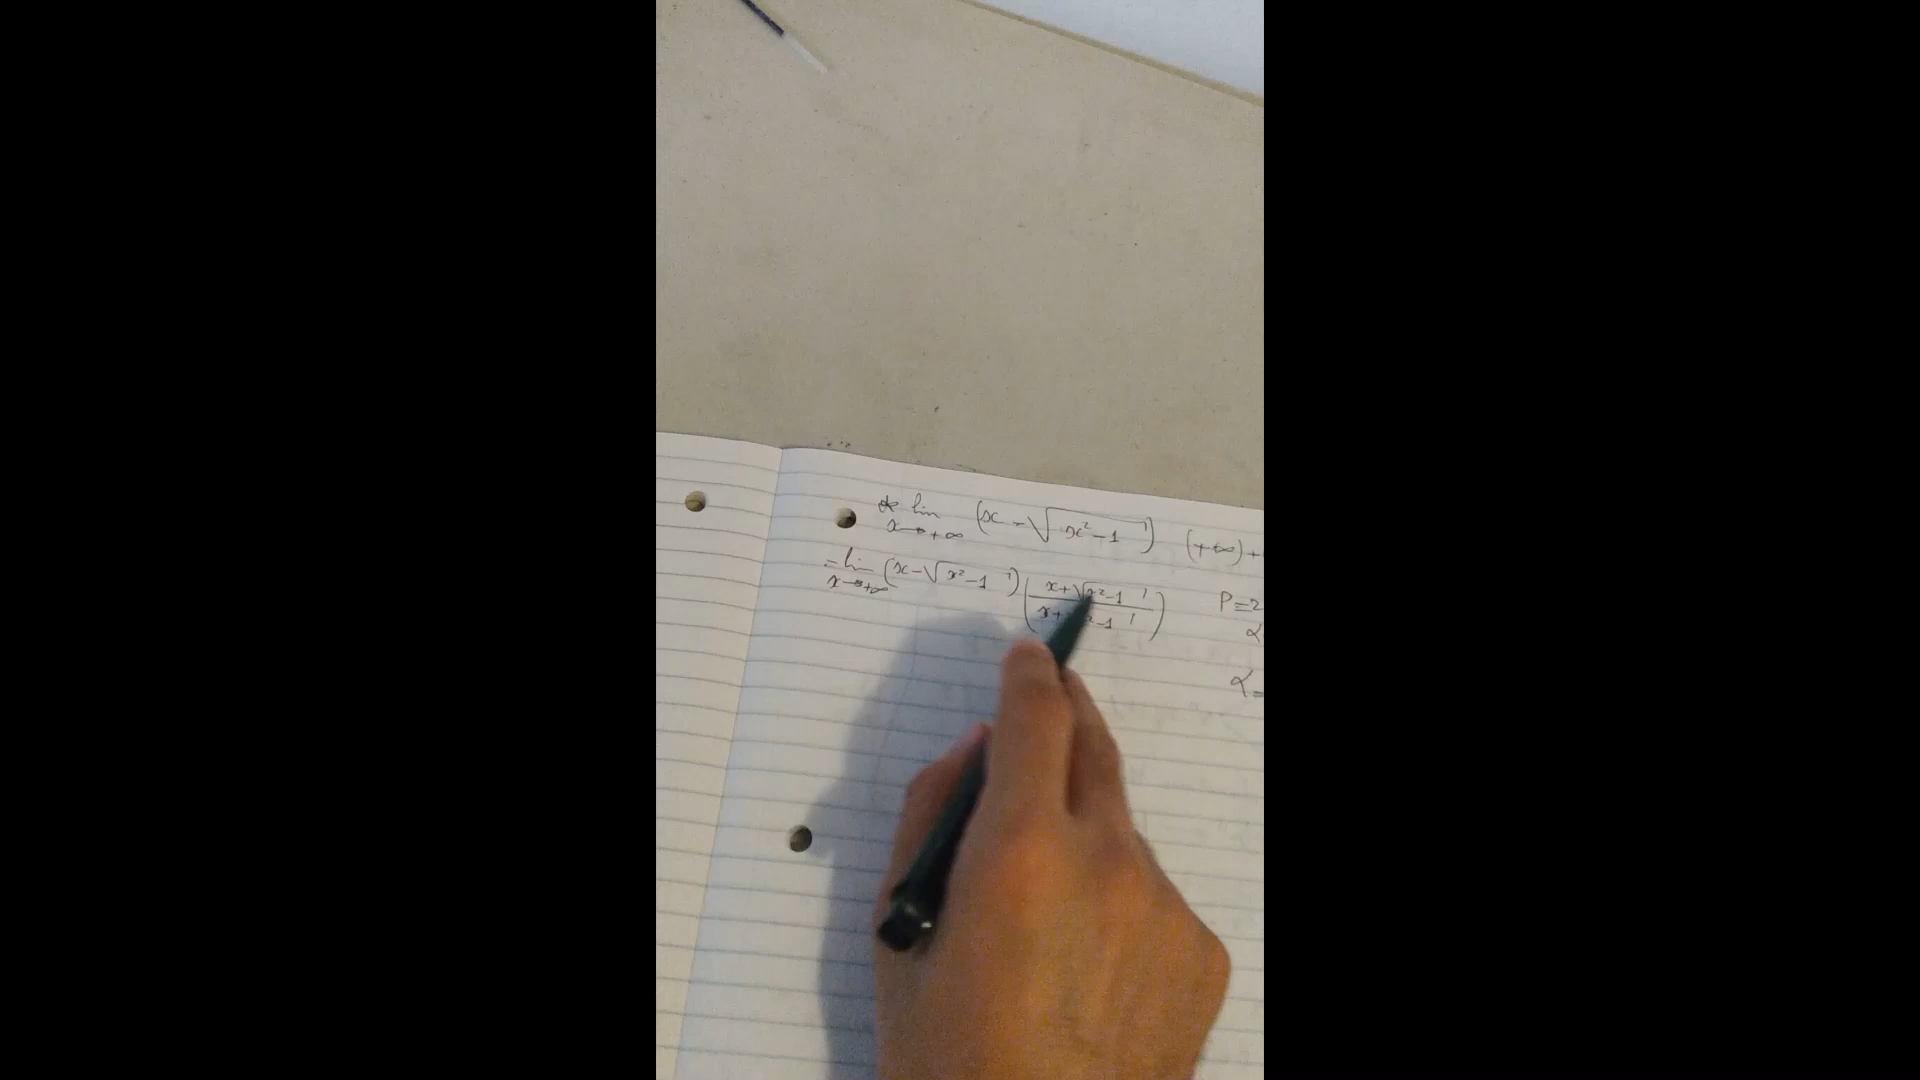 * lim x→+∞ (x - √(x² - 1)) (+∞) +
= lim x→+∞ (x - √(x² - 1)) ((x + √(x² - 1)) / (x + √(x² - 1))) P = 2
α
α =